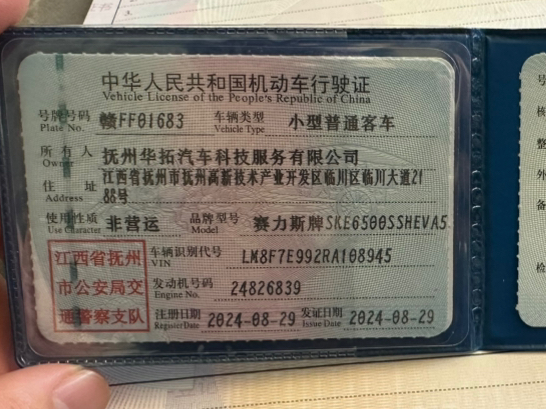 中华人民共和国机动车行驶证
Vehicle License of the People's Republic of China
号牌号码 赣FF01683 车辆类型 小型普通客车
Plate No. Vehicle Type
所有人 抚州华拓汽车科技服务有限公司
Owner
住址 江西省抚州市抚州高新技术产业开发区临川区临川大道21
Address 88号
使用性质 非营运 品牌型号 赛力斯牌SKE6500SSHEVA5
Use Character Model
江西省抚州
市公安局交
通警察支队
车辆识别代号 LM8F7E992RA108945
VIN
发动机号码 24826839
Engine No.
注册日期 2024-08-29 发证日期 2024-08-29
Register Date Issue Date
号
核
整
外
备
检